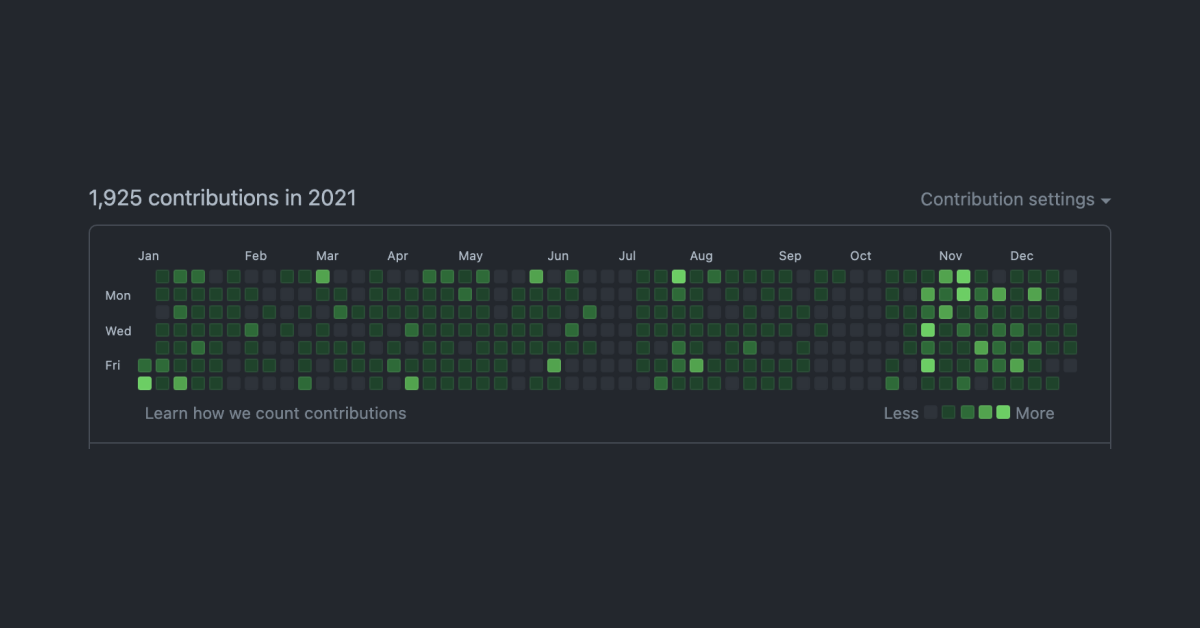 1,925 contributions in 2021
Contribution settings
Jan Feb Mar Apr May Jun Jul Aug Sep Oct Nov Dec
Mon
Wed
Fri
Learn how we count contributions
Less More